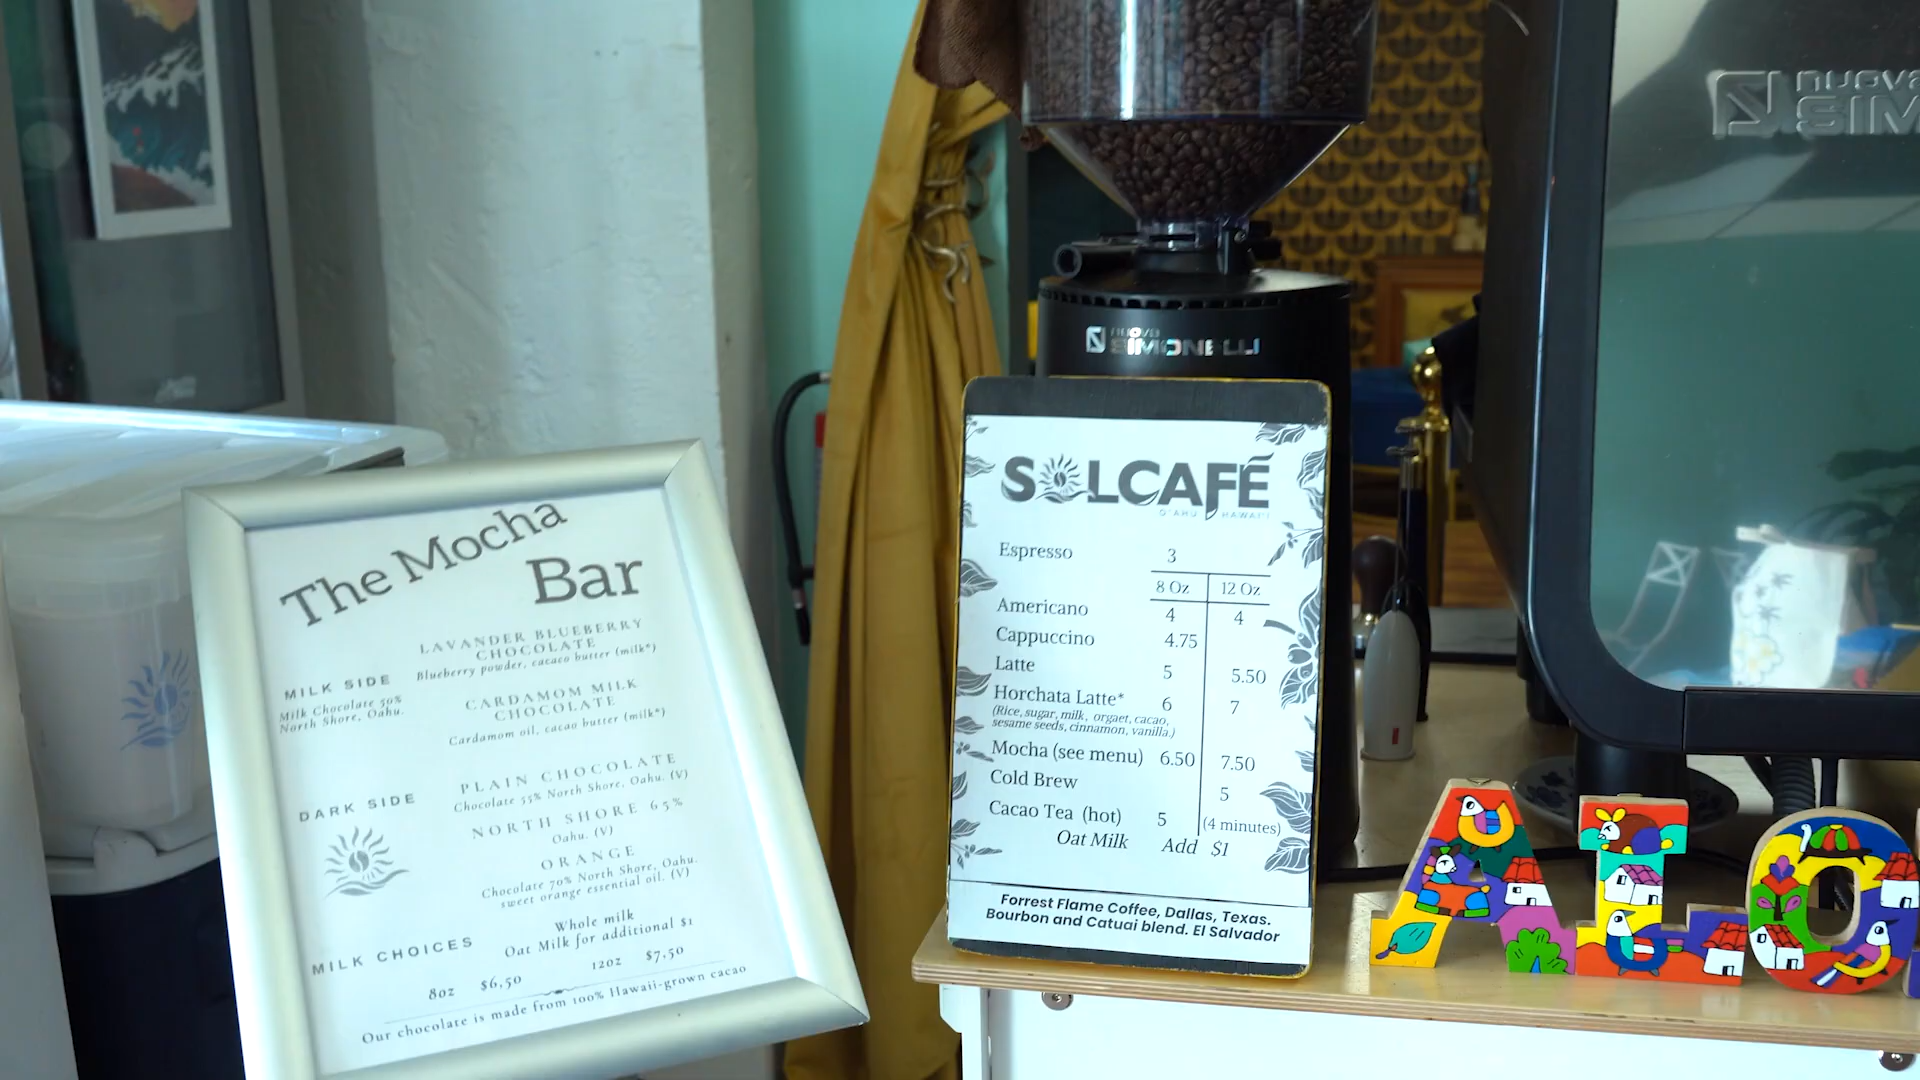 The Mocha
Bar
LAVANDER BLUEBERRY
CHOCOLATE
Blueberry powder, cacaco butter (milk*)
MILK SIDE
Milk Chocolate 50%
North Shore, Oahu.
CARDAMOM MILK
CHOCOLATE
Cardamom oil, cacao butter (milk*)
PLAIN CHOCOLATE
Chocolate 55% North Shore, Oahu. (V)
DARK SIDE
NORTH SHORE 65%
Oahu. (V)
ORANGE
Chocolate 70% North Shore, Oahu.
sweet orange essential oil. (V)
MILK CHOICES
Whole milk
Oat Milk for additional $1
8oz $6,50 12oz $7,50
Our chocolate is made from 100% Hawaii-grown cacao
nuova
SIMONELLI
SOLCAFÉ
O'AHU HAWAI'I
Espresso 3
8 Oz 12 Oz
Americano 4 4
Cappuccino 4.75
Latte 5 5.50
Horchata Latte* 6 7
(Rice, sugar, milk, orgaet, cacao,
sesame seeds, cinnamon, vanilla.)
Mocha (see menu) 6.50 7.50
Cold Brew 5
Cacao Tea (hot) 5 (4 minutes)
Oat Milk Add $1
Forrest Flame Coffee, Dallas, Texas.
Bourbon and Catuai blend. El Salvador
nuova
SIM
ALO